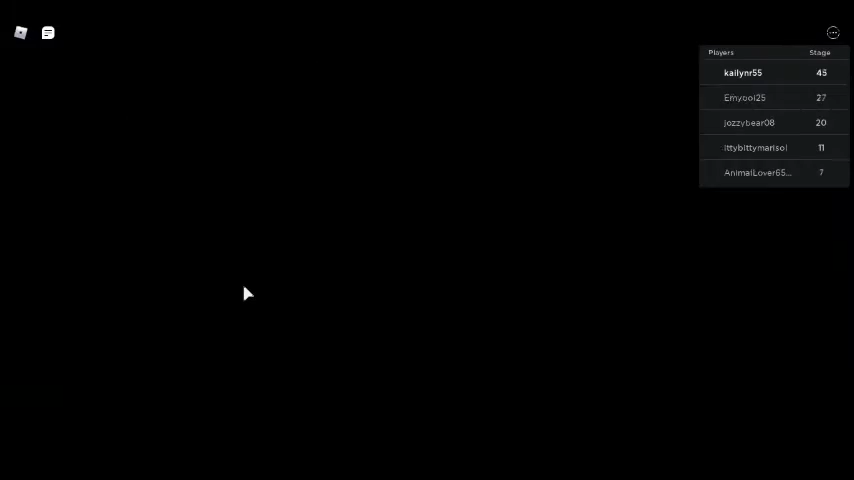 Players Stage
kailynr55 45
Emyool25 27
jozzybear08 20
ittybittymarisol 11
AnimalLover65... 7